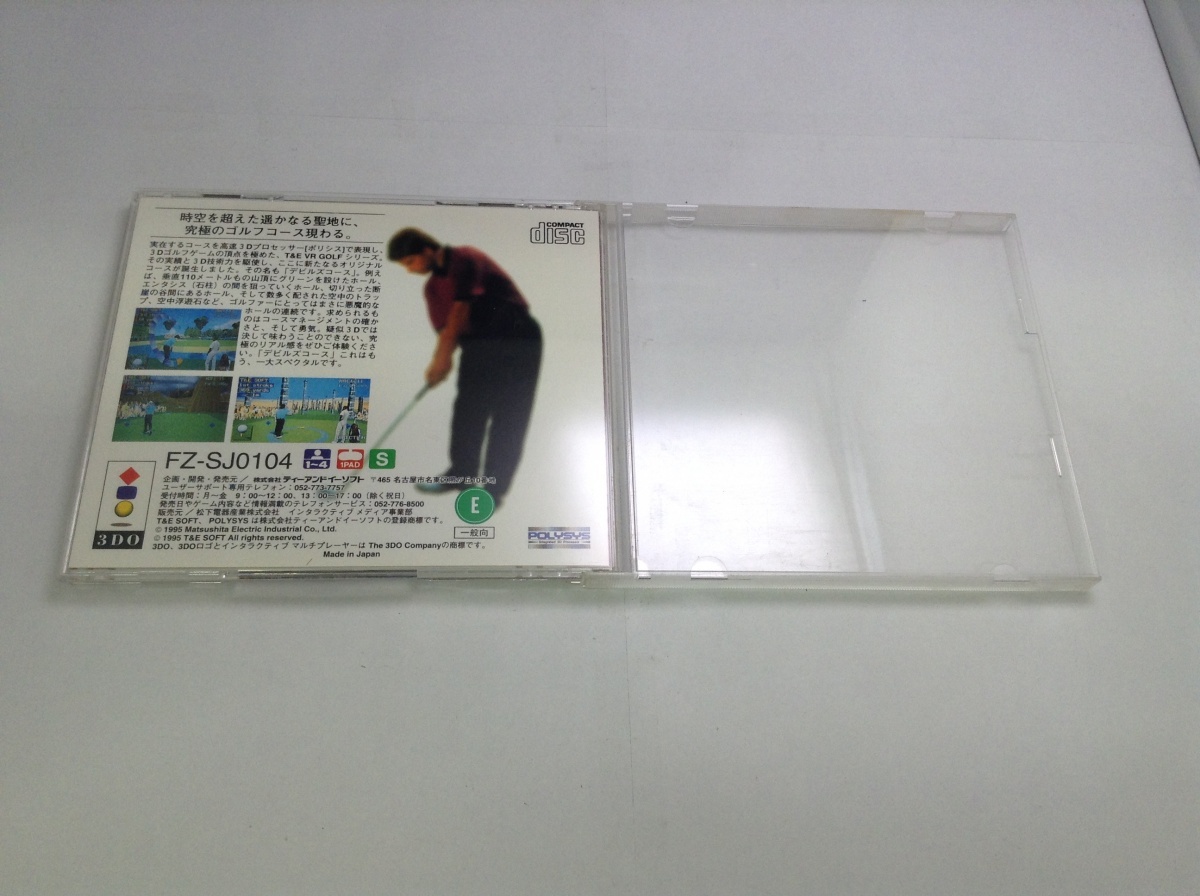 時空を超えた遥かなる聖地に、
究極のゴルフコース現わる。
COMPACT
disc
実在するコースを高速3Dプロセッサー[ポリシス]で表現し、
3Dゴルフゲームの頂点を極めた、T&E VR GOLF シリーズ。
その実績と3D技術力を駆使し、ここに新たなるオリジナル
コースが誕生しました。その名も「デビルズコース」。例え
ば、垂直110メートルもの山頂にグリーンを設けたホール、
エンタシス（石柱）の間を狙っていくホール、切り立った断
崖の谷間にあるホール、そして数多く配された空中のトラッ
プ、空中浮遊石など、ゴルファーにとってはまさに悪魔的な
ホールの連続です。求められるも
のはコースマネージメントの確か
さと、そして勇気。疑似3Dでは
決して味わうことのできない、究
極のリアル感をぜひご体験くださ
い。「デビルズコース」これはも
う、一大スペクタルです。
T&E SOFT
FZ-SJ0104
1~4
1PAD
S
企画・開発・発売元／株式会社ティーアンドイーソフト 〒465 名古屋市名東区
ユーザーサポート専用テレフォン：052-773-7757
受付時間：月〜金 9：00〜12：00、13：00〜17：00（除く祝日）
発売日やゲーム内容など情報満載のテレフォンサービス：052-776-8500
販売元／松下電器産業株式会社 インタラクティブ メディア事業部
T&E SOFT、POLYSYS は株式会社ティーアンドイーソフトの登録商標です。
© 1995 Matsushita Electric Industrial Co., Ltd.
© 1995 T&E SOFT All rights reserved.
3DO、3DOロゴとインタラクティブ マルチプレーヤーは The 3DO Companyの商標です。
Made in Japan
3DO
E
一般向
POLYSYS